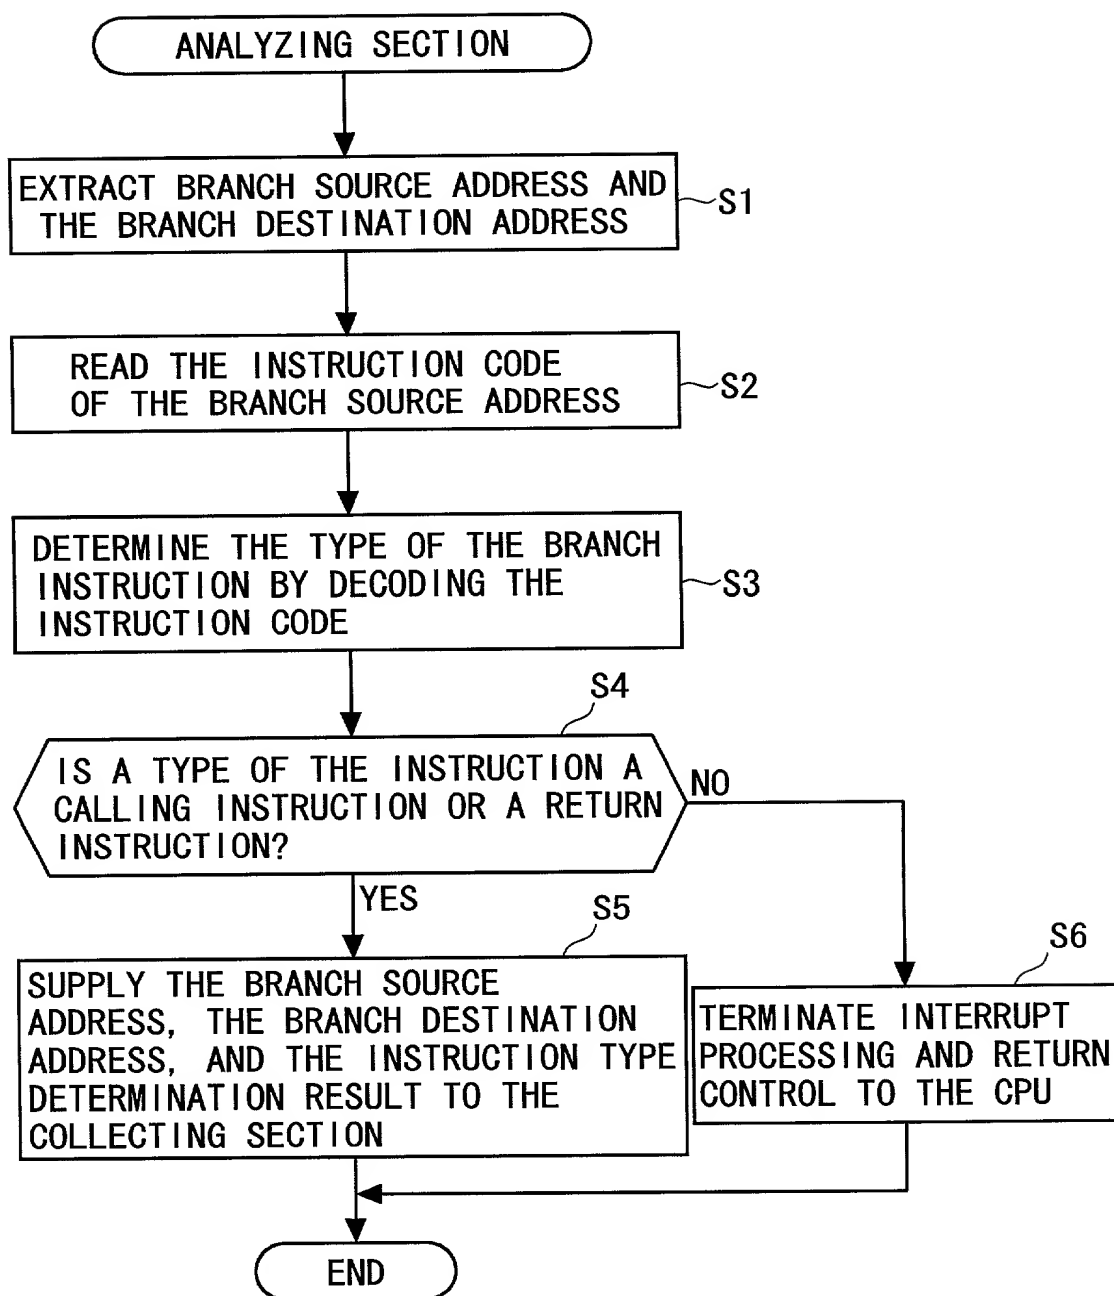 ANALYZING SECTION
EXTRACT BRANCH SOURCE ADDRESS AND
THE BRANCH DESTINATION ADDRESS
S1
READ THE INSTRUCTION CODE
OF THE BRANCH SOURCE ADDRESS
S2
DETERMINE THE TYPE OF THE BRANCH
INSTRUCTION BY DECODING THE
INSTRUCTION CODE
S3
S4
IS A TYPE OF THE INSTRUCTION A
CALLING INSTRUCTION OR A RETURN
INSTRUCTION?
NO
YES
S5
SUPPLY THE BRANCH SOURCE
ADDRESS, THE BRANCH DESTINATION
ADDRESS, AND THE INSTRUCTION TYPE
DETERMINATION RESULT TO THE
COLLECTING SECTION
S6
TERMINATE INTERRUPT
PROCESSING AND RETURN
CONTROL TO THE CPU
END